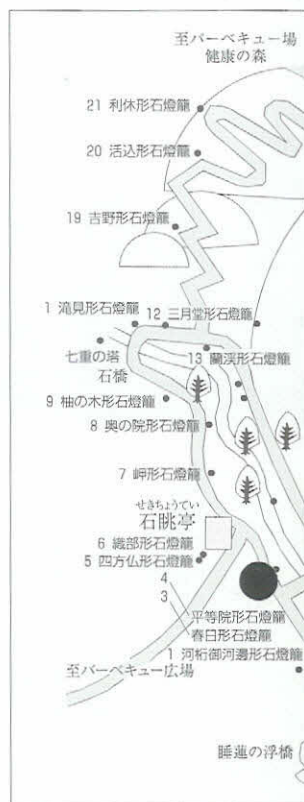 至バーベキュー場
健康の森
21 利休形石燈籠
20 活込形石燈籠
19 吉野形石燈籠
1 滝見形石燈籠
12 三月堂形石燈籠
七重の塔
13 蘭渓形石燈籠
石橋
9 柚の木形石燈籠
8 奥の院形石燈籠
7 岬形石燈籠
せきちょうてい
石眺亭
6 織部形石燈籠
5 四方仏形石燈籠
4
3
平等院形石燈籠
春日形石燈籠
1 河桁御河邊形石燈籠
至バーベキュー広場
睡蓮の浮橋